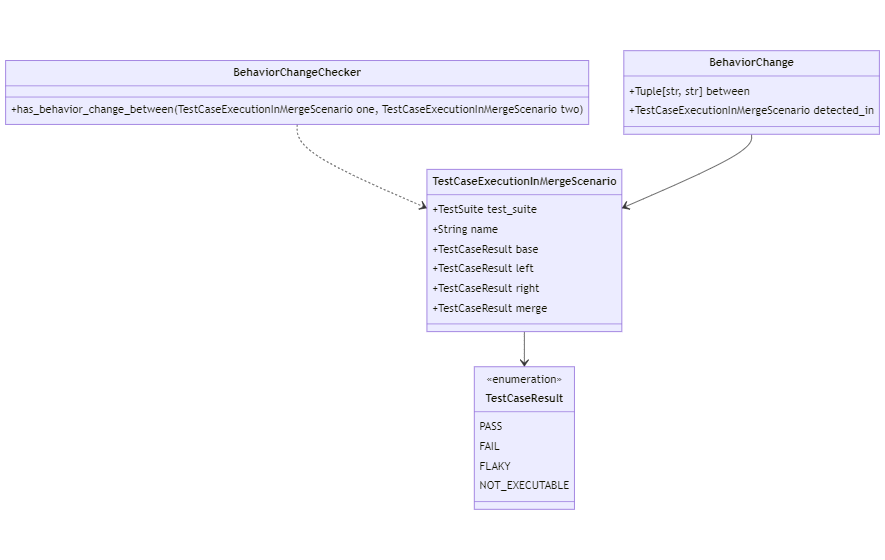 BehaviorChangeChecker
+has_behavior_change_between(TestCaseExecutionInMergeScenario one, TestCaseExecutionInMergeScenario two)
BehaviorChange
+Tuple[str, str] between
+TestCaseExecutionInMergeScenario detected_in
TestCaseExecutionInMergeScenario
+TestSuite test_suite
+String name
+TestCaseResult base
+TestCaseResult left
+TestCaseResult right
+TestCaseResult merge
«enumeration»
TestCaseResult
PASS
FAIL
FLAKY
NOT_EXECUTABLE